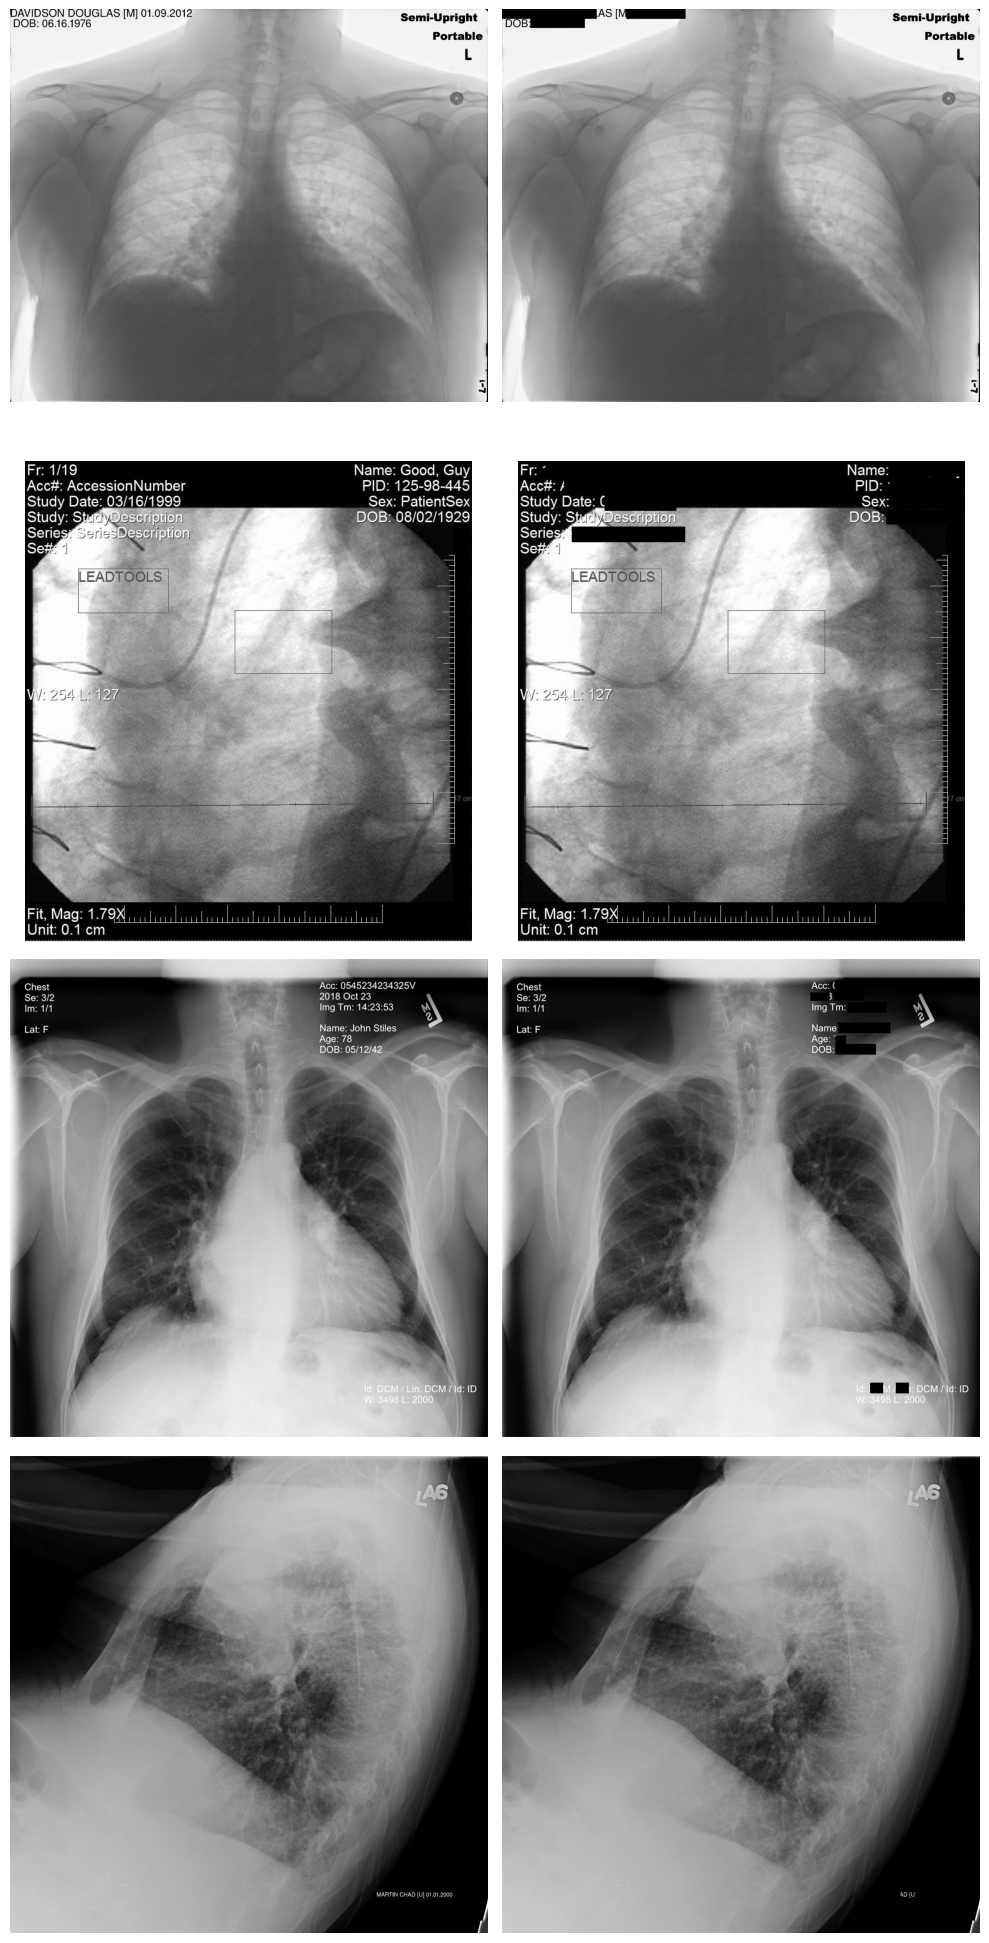 DAVIDSON DOUGLAS [M] 01.09.2012
DOB: 06.16.1976
Semi-Upright
Portable
L
L-1
LAS [M
DOB:
Semi-Upright
Portable
L
L-1
Fr: 1/19
Acc#: AccessionNumber
Study Date: 03/16/1999
Study: StudyDescription
Series: SeriesDescription
Se#: 1
Name: Good, Guy
PID: 125-98-445
Sex: PatientSex
DOB: 08/02/1929
LEADTOOLS
W: 254 L: 127
cm
Fit, Mag: 1.79X
Unit: 0.1 cm
Fr:
Acc#:
Study Date:
Study: StudyDescription
Series:
Se#: 1
Name:
PID:
Sex:
DOB:
LEADTOOLS
W: 254 L: 127
cm
Fit, Mag: 1.79X
Unit: 0.1 cm
Chest
Se: 3/2
Im: 1/1
Lat: F
Acc: 0545234234325V
2018 Oct 23
Img Tm: 14:23:53
Name: John Stiles
Age: 78
DOB: 05/12/42
Id: DCM / Lin: DCM / Id: ID
W: 3498 L: 2000
Chest
Se: 3/2
Im: 1/1
Lat: F
Acc:
Img Tm:
Name
Age:
DOB:
Id: M / : DCM / Id: ID
W: 3498 L: 2000
LA6
MARTIN CHAD [U] 01.01.2000
LA6
AD [U